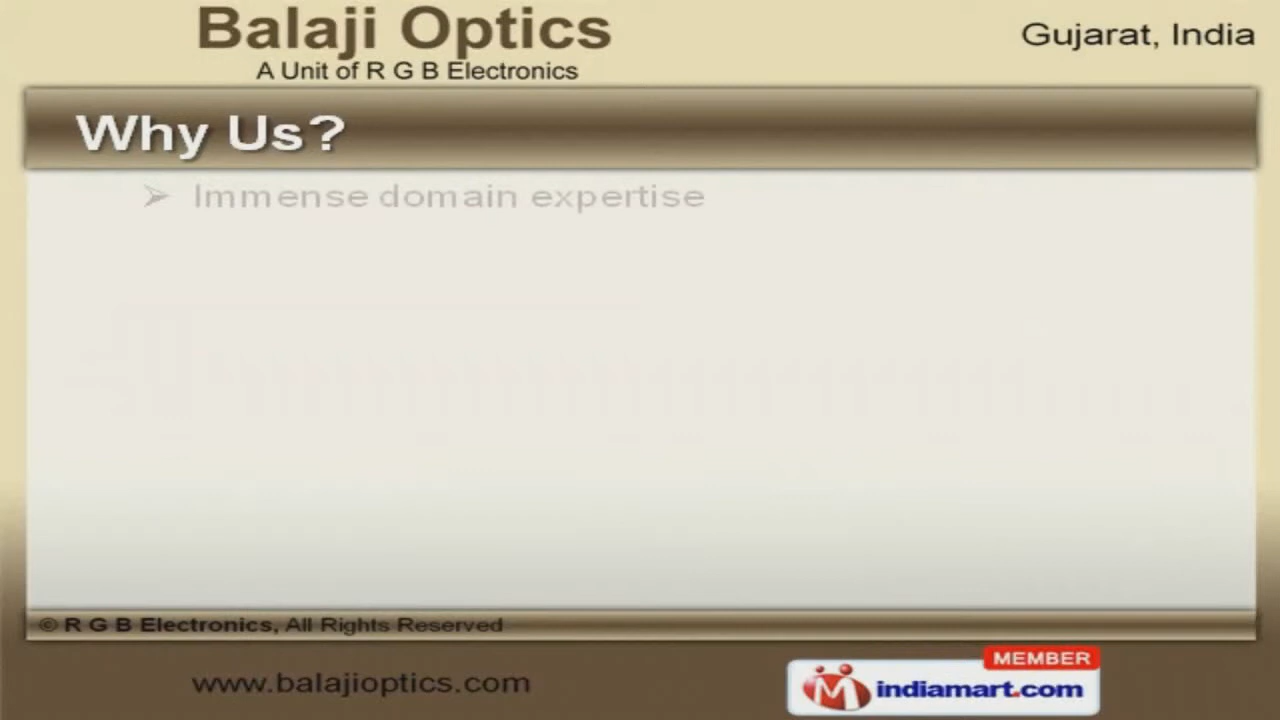 Balaji Optics
A Unit of R G B Electronics
Gujarat, India
Why Us?
➢ Immense domain expertise
© R G B Electronics, All Rights Reserved
www.balajioptics.com
MEMBER
indiamart.com